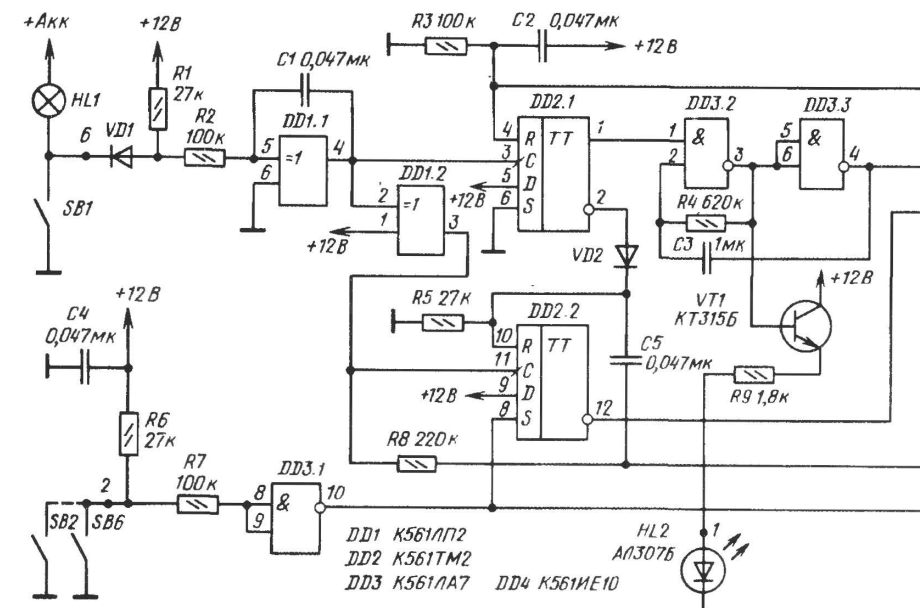 +Акк
+12В
R3 100к
C2 0,047мк
+12В
HL1
R1
27к
C1 0,047мк
R2
100к
6
VD1
DD1.1
5
=1
4
6
DD2.1
4
R
TT
1
3
C
5
D
6
S
2
+12В
DD3.2
1
&
2
3
DD3.3
5
&
6
4
SB1
DD1.2
2
=1
1
3
+12В
R4 620к
C3
1мк
VD2
VT1
КТ315Б
+12В
C4
0,047мк
+12В
R5 27к
DD2.2
10
R
TT
11
C
9
D
8
S
12
+12В
C5
0,047мк
R9 1,8к
R6
27к
R8 220к
R7
100к
DD3.1
8
&
9
10
2
SB2
SB6
HL2
1
АЛ307Б
DD1 К561ЛП2
DD2 К561ТМ2
DD3 К561ЛА7
DD4 К561ИЕ10